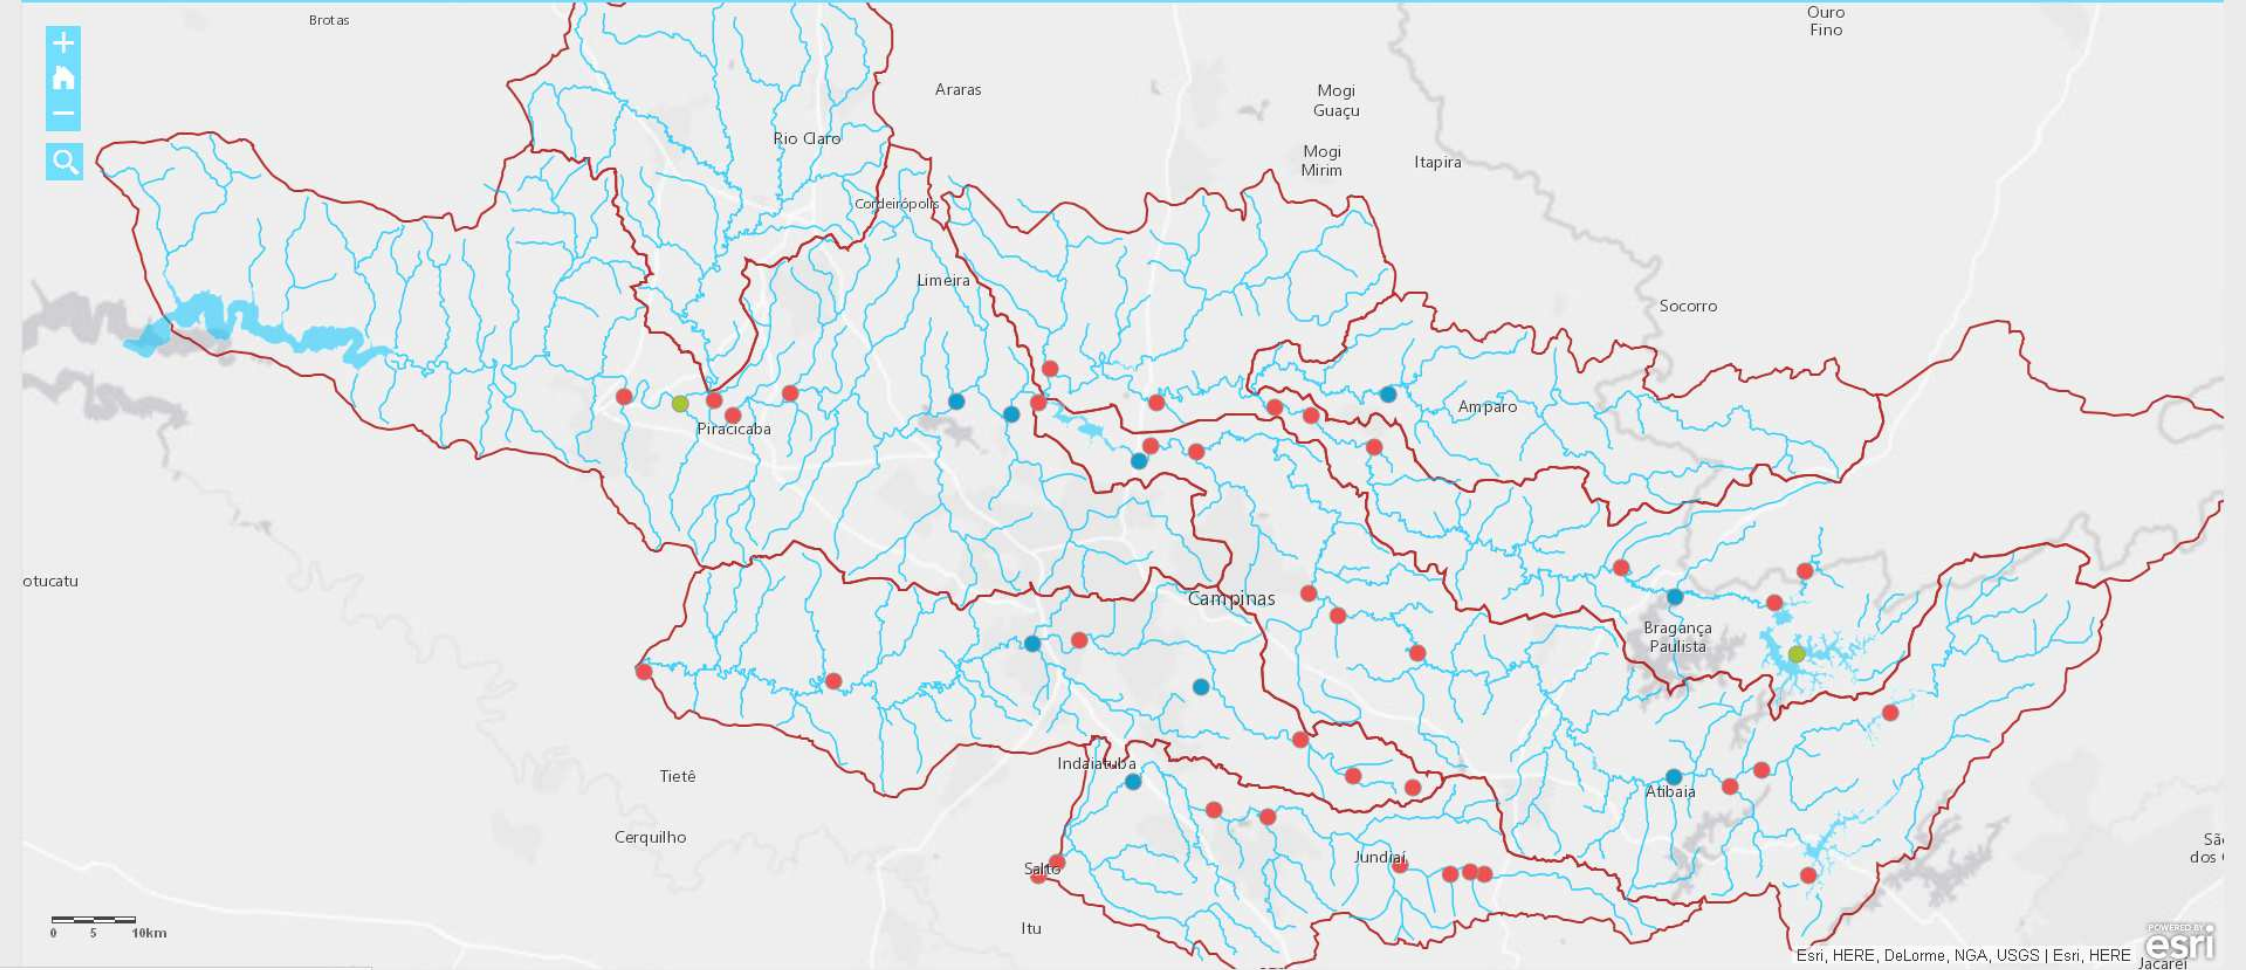 Brotas
Ouro
Fino
+
Araras
Mogi
Guaçu
Rio Claro
Mogi
Mirim
Itapira
−
Cordeirópolis
Limeira
Socorro
Amparo
Piracicaba
otucatu
Campinas
Bragança
Paulista
Indaiatuba
Tietê
Atibaia
Cerquilho
Jundiaí
Salto
Sã
dos
Itu
0 5 10km
POWERED BY
esri
Esri, HERE, DeLorme, NGA, USGS | Esri, HERE
Jacareí